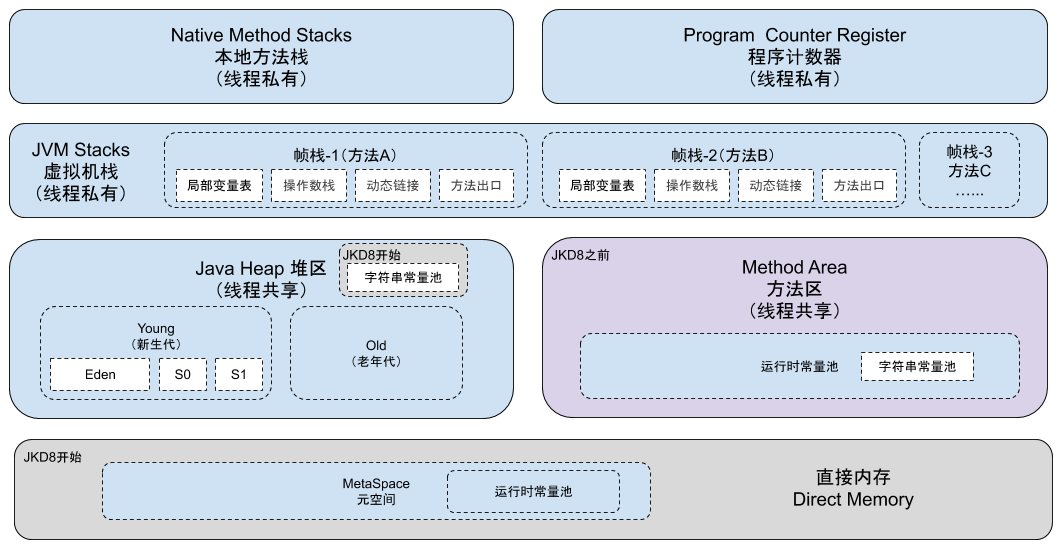 Native Method Stacks
本地方法栈
（线程私有）
Program Counter Register
程序计数器
（线程私有）
JVM Stacks
虚拟机栈
（线程私有）
帧栈-1（方法A）
局部变量表
操作数栈
动态链接
方法出口
帧栈-2（方法B）
局部变量表
操作数栈
动态链接
方法出口
帧栈-3
方法C
……
Java Heap 堆区
（线程共享）
JKD8开始
字符串常量池
Young
（新生代）
Eden
S0
S1
Old
（老年代）
JKD8之前
Method Area
方法区
（线程共享）
运行时常量池
字符串常量池
JKD8开始
MetaSpace
元空间
运行时常量池
直接内存
Direct Memory